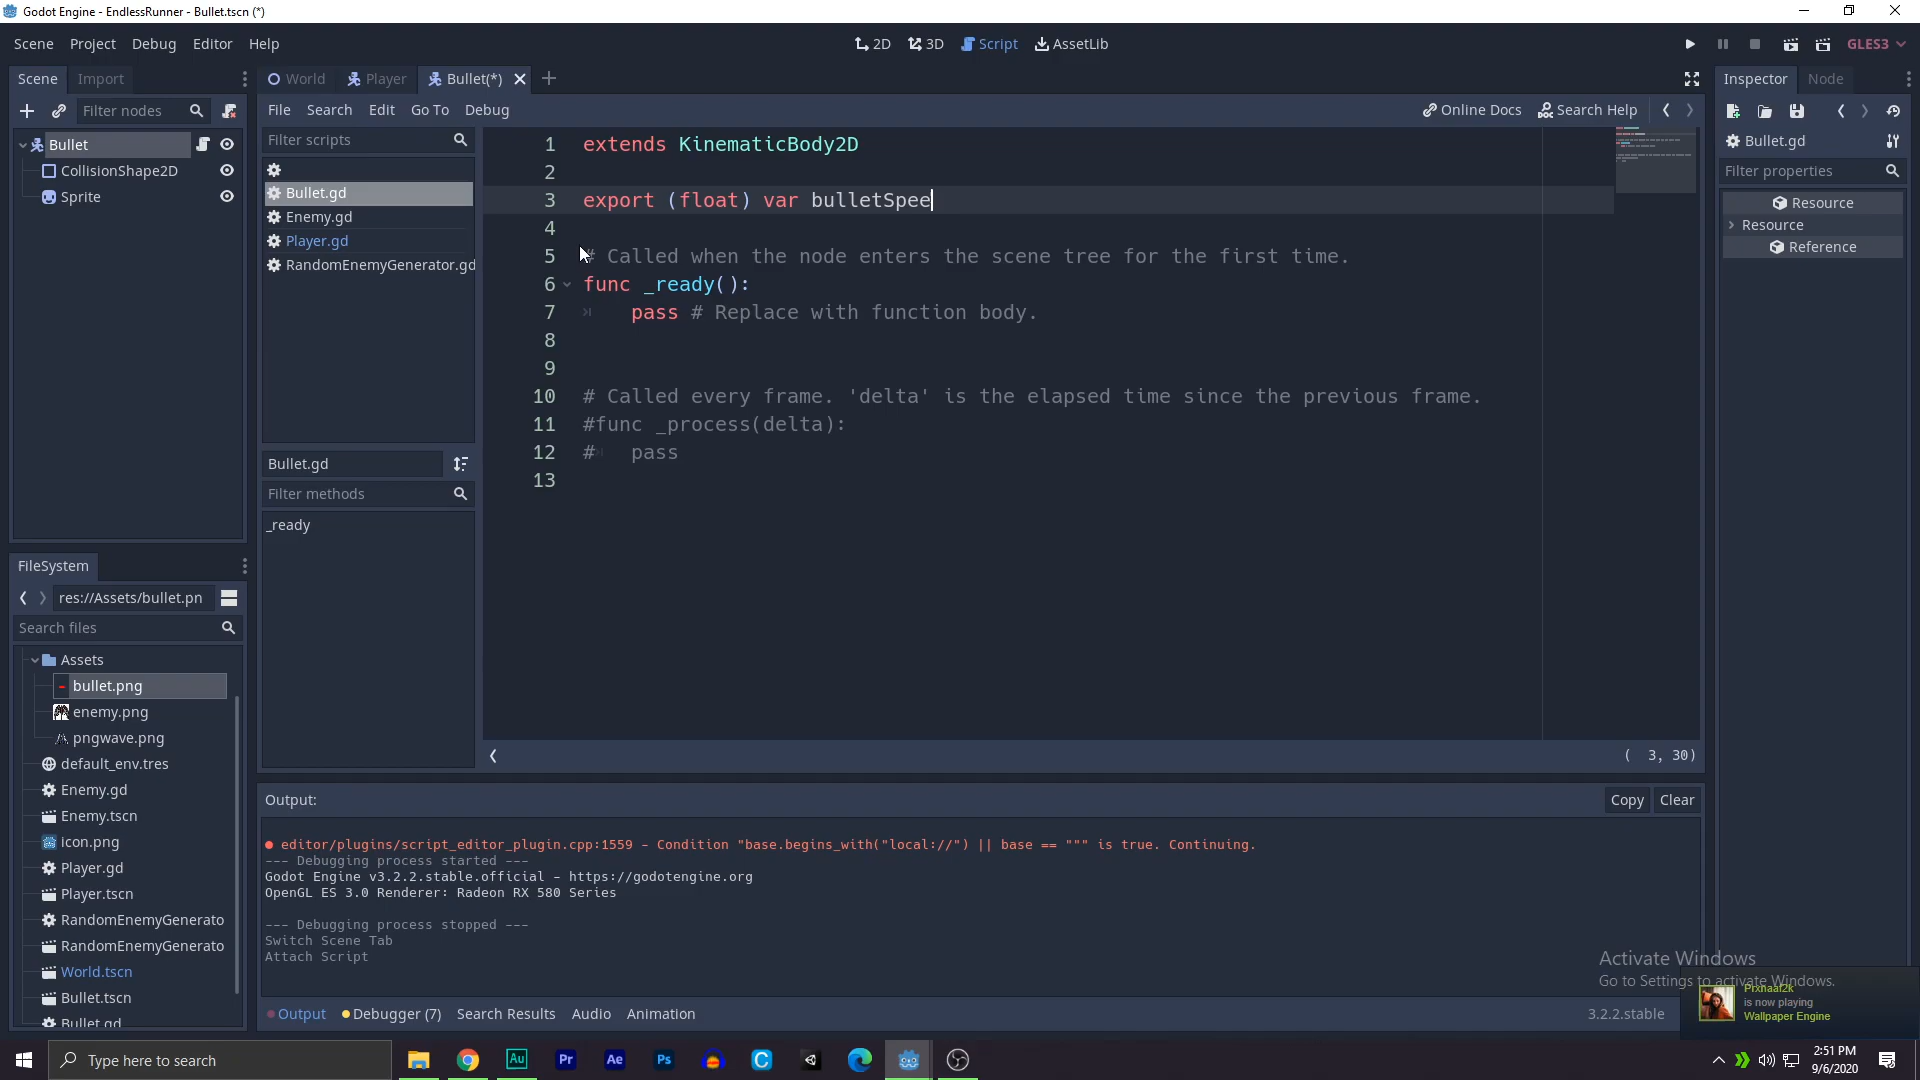 Godot Engine - EndlessRunner - Bullet.tscn (*)
Scene Project Debug Editor Help
2D 3D Script AssetLib
GLES3
Scene Import
World Player Bullet(*)
Inspector Node
Filter nodes
File Search Edit Go To Debug
Online Docs Search Help
Bullet
CollisionShape2D
Sprite
Filter scripts
Bullet.gd
Enemy.gd
Player.gd
RandomEnemyGenerator.gd
Bullet.gd
Filter methods
_ready
1 extends KinematicBody2D
2
3 export (float) var bulletSpee
4
5 # Called when the node enters the scene tree for the first time.
6 func _ready():
7 pass # Replace with function body.
8
9
10 # Called every frame. 'delta' is the elapsed time since the previous frame.
11 #func _process(delta):
12 # pass
13
( 3, 30)
Bullet.gd
Filter properties
Resource
Resource
Reference
FileSystem
res://Assets/bullet.pn
Search files
Assets
bullet.png
enemy.png
pngwave.png
default_env.tres
Enemy.gd
Enemy.tscn
icon.png
Player.gd
Player.tscn
RandomEnemyGenerato
RandomEnemyGenerato
World.tscn
Bullet.tscn
Bullet.gd
Output:
Copy Clear
editor/plugins/script_editor_plugin.cpp:1559 - Condition "base.begins_with("local://") || base == """ is true. Continuing.
--- Debugging process started ---
Godot Engine v3.2.2.stable.official - https://godotengine.org
OpenGL ES 3.0 Renderer: Radeon RX 580 Series
--- Debugging process stopped ---
Switch Scene Tab
Attach Script
Output Debugger (7) Search Results Audio Animation
3.2.2.stable
Activate Windows
Go to Settings to activate Windows.
Prxnaaf2k
is now playing
Wallpaper Engine
Type here to search
Au Pr Ae Ps
2:51 PM
9/6/2020